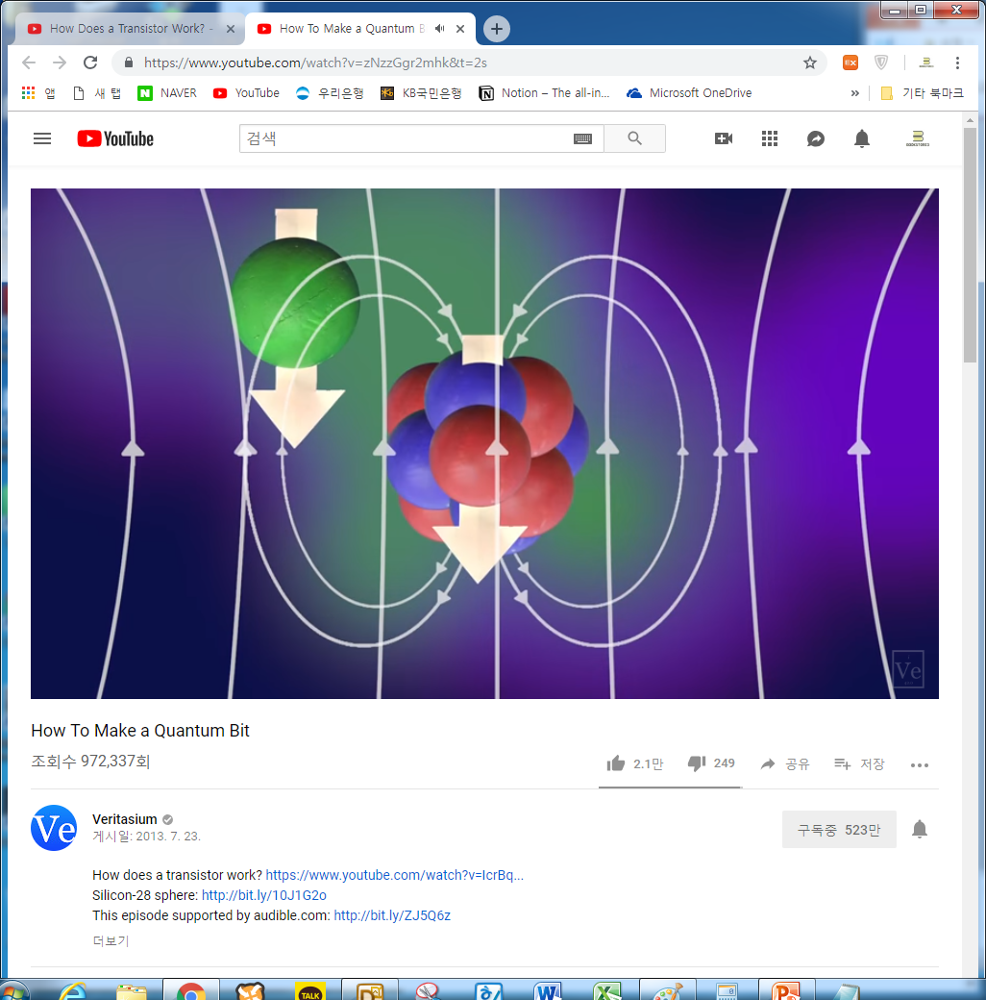 How Does a Transistor Work? -
How To Make a Quantum B
https://www.youtube.com/watch?v=zNzzGgr2mhk&t=2s
Ex
앱
새 탭
N NAVER
YouTube
우리은행
Kb KB국민은행
N Notion – The all-in...
Microsoft OneDrive
»
기타 북마크
YouTube
검색
Ve
How To Make a Quantum Bit
조회수 972,337회
2.1만
249
공유
저장
Ve
Veritasium
게시일: 2013. 7. 23.
구독중 523만
How does a transistor work? https://www.youtube.com/watch?v=IcrBq...
Silicon-28 sphere: http://bit.ly/10J1G2o
This episode supported by audible.com: http://bit.ly/ZJ5Q6z
더보기
TALK